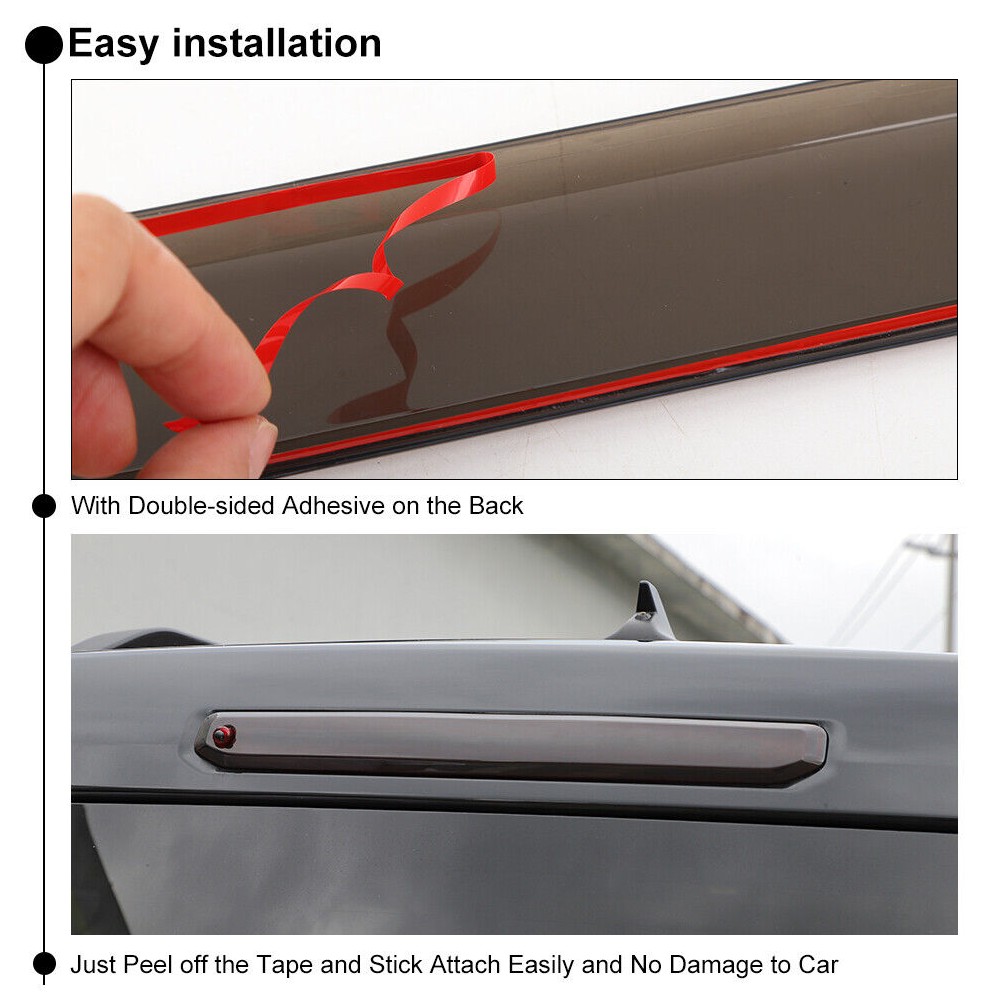 Easy installation
With Double-sided Adhesive on the Back
Just Peel off the Tape and Stick Attach Easily and No Damage to Car